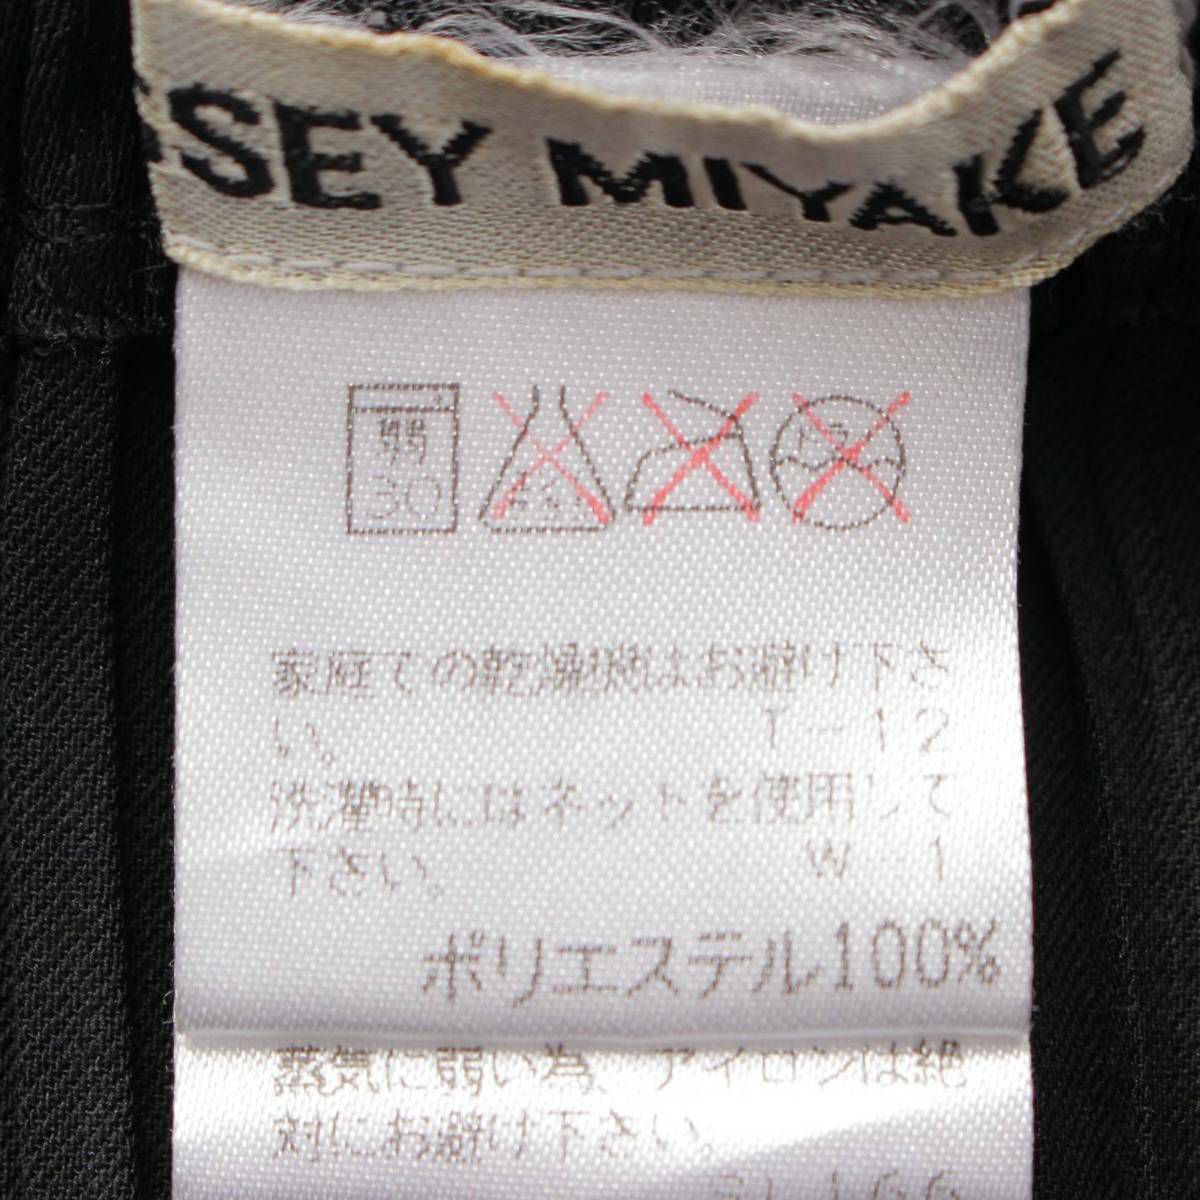 SSEY MIYAKE
弱
30
家庭での乾燥機はお避け下さ
い。 T-12
洗濯時にはネットを使用して
下さい。 W-1
ポリエステル100%
蒸気に弱い為、アイロンは絶
対にお避け下さい。